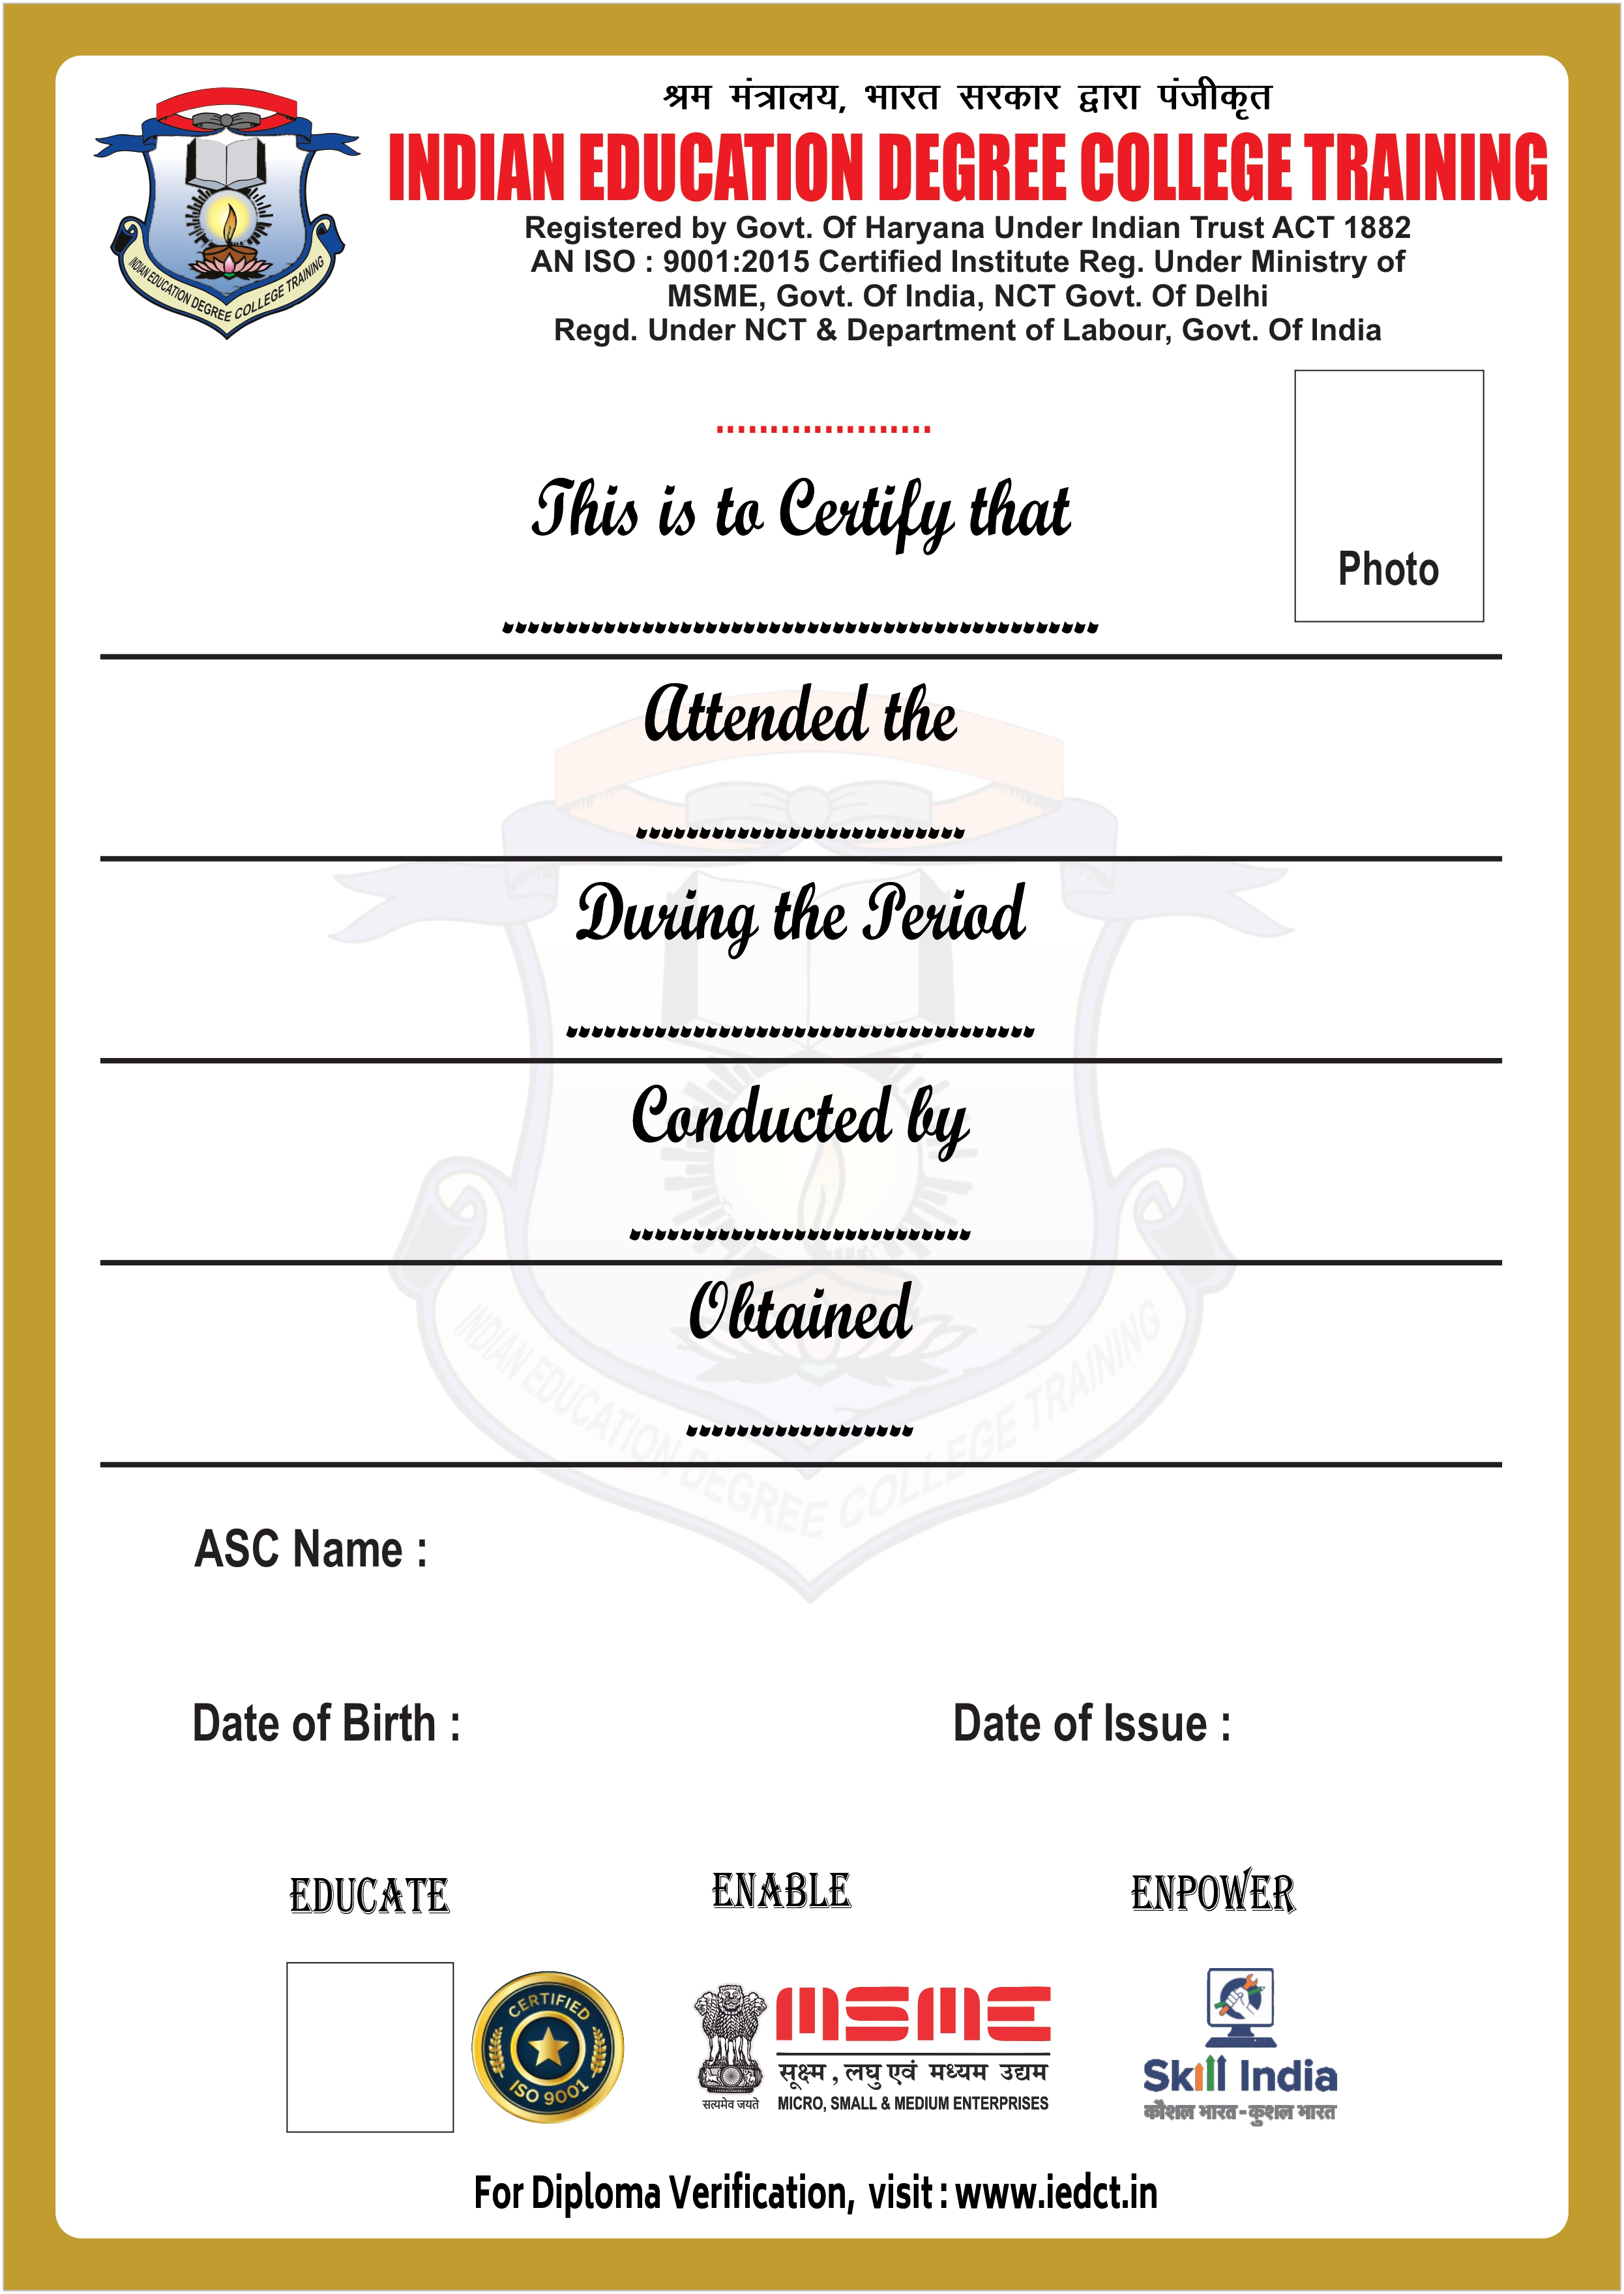 श्रम मंत्रालय, भारत सरकार द्वारा पंजीकृत
INDIAN EDUCATION DEGREE COLLEGE TRAINING
INDIAN EDUCATION DEGREE COLLEGE TRAINING
Registered by Govt. Of Haryana Under Indian Trust ACT 1882
AN ISO : 9001:2015 Certified Institute Reg. Under Ministry of
MSME, Govt. Of India, NCT Govt. Of Delhi
Regd. Under NCT & Department of Labour, Govt. Of India
....................
This is to Certify that
Photo
...............................................
Attended the
..........................
During the Period
.....................................
Conducted by
...........................
Obtained
..................
INDIAN EDUCATION DEGREE COLLEGE TRAINING
ASC Name :
Date of Birth :
Date of Issue :
EDUCATE
ENABLE
ENPOWER
CERTIFIED
ISO 9001
MSME
सूक्ष्म , लघु एवं मध्यम उद्यम
सत्यमेव जयते
MICRO, SMALL & MEDIUM ENTERPRISES
Skill India
कौशल भारत - कुशल भारत
For Diploma Verification, visit : www.iedct.in